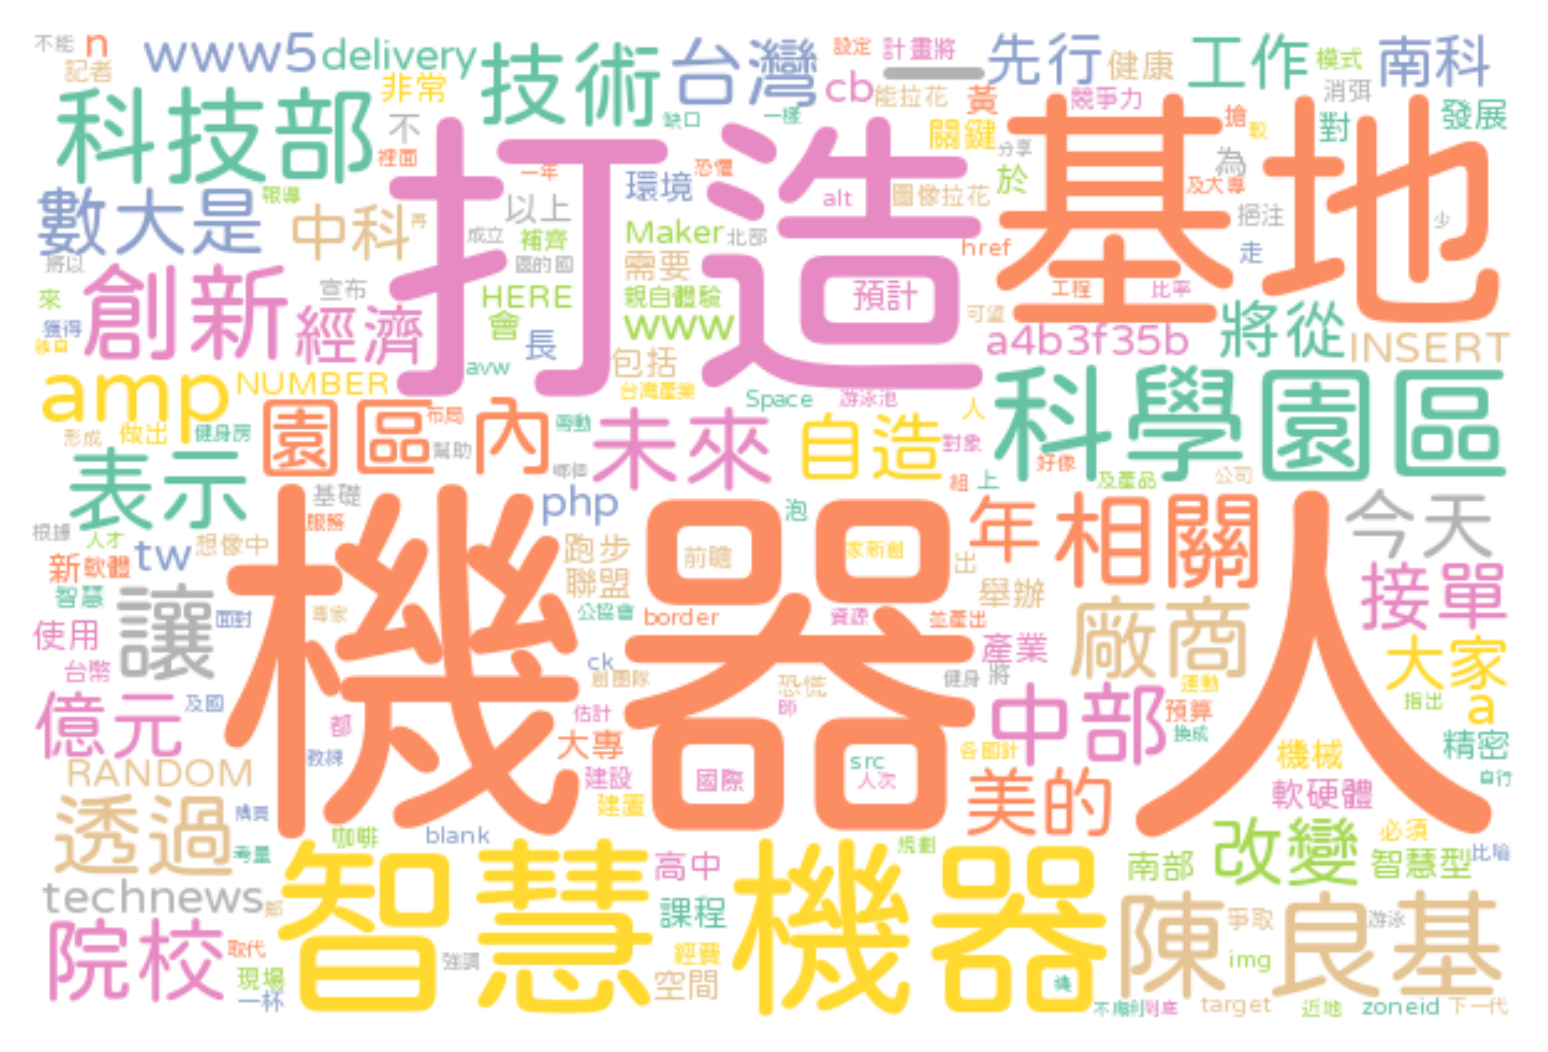 不能
n
www5
delivery
技術
台灣
設定
計畫將
一
先行
健康
工作
模式
南科
記者
非常
cb
能拉花
黃
競爭力
消弭
科技部
不
缺口
一樣
關鍵
搶
較
對
發展
裡面
打造
基地
一年
恐懼
分享
為
數大是
報導
中科
再
以上
環境
alt
圖像拉花
於
及大專
挹注
少
成立
補齊
Maker
北部
href
走
將以
創新
宣布
區的國
需要
預計
工程
比率
來
獲得
經濟
HERE
會
親自體驗
www
可望
長
a4b3f35b
將從
INSERT
amp
NUMBER
avw
包括
台灣產業
Space
游泳池
人
科學園區
形成
做出
健身房
園區內
布局
幫助
勞動
哪個
未來
自造
對象
好像
組
上
及產品
公司
表示
基礎
服務
php
泡
年
相關
今天
根據
人才
tw
想像中
機器人
跑步
前瞻
家新創
出
新
軟體
智慧
讓
面對
專家
聯盟
公協會
border
資源
舉辦
並產出
廠商
接單
使用
台幣
ck
創團隊
恐慌
師
產業
健身
將
大家
運動
指出
a
億元
及國
都
教練
估計
大專
中部
預算
換成
各國針
機械
精密
RANDOM
建設
建置
國際
src
人次
美的
軟硬體
自行
透過
購買
考量
咖啡
blank
規劃
改變
必須
比喻
technews
智慧機器
高中
南部
智慧型
院校
取代
現場
一杯
強調
課程
經費
空間
機
陳良基
爭取
游泳
img
不塢利
到底
target
近地
zoneid
下一代